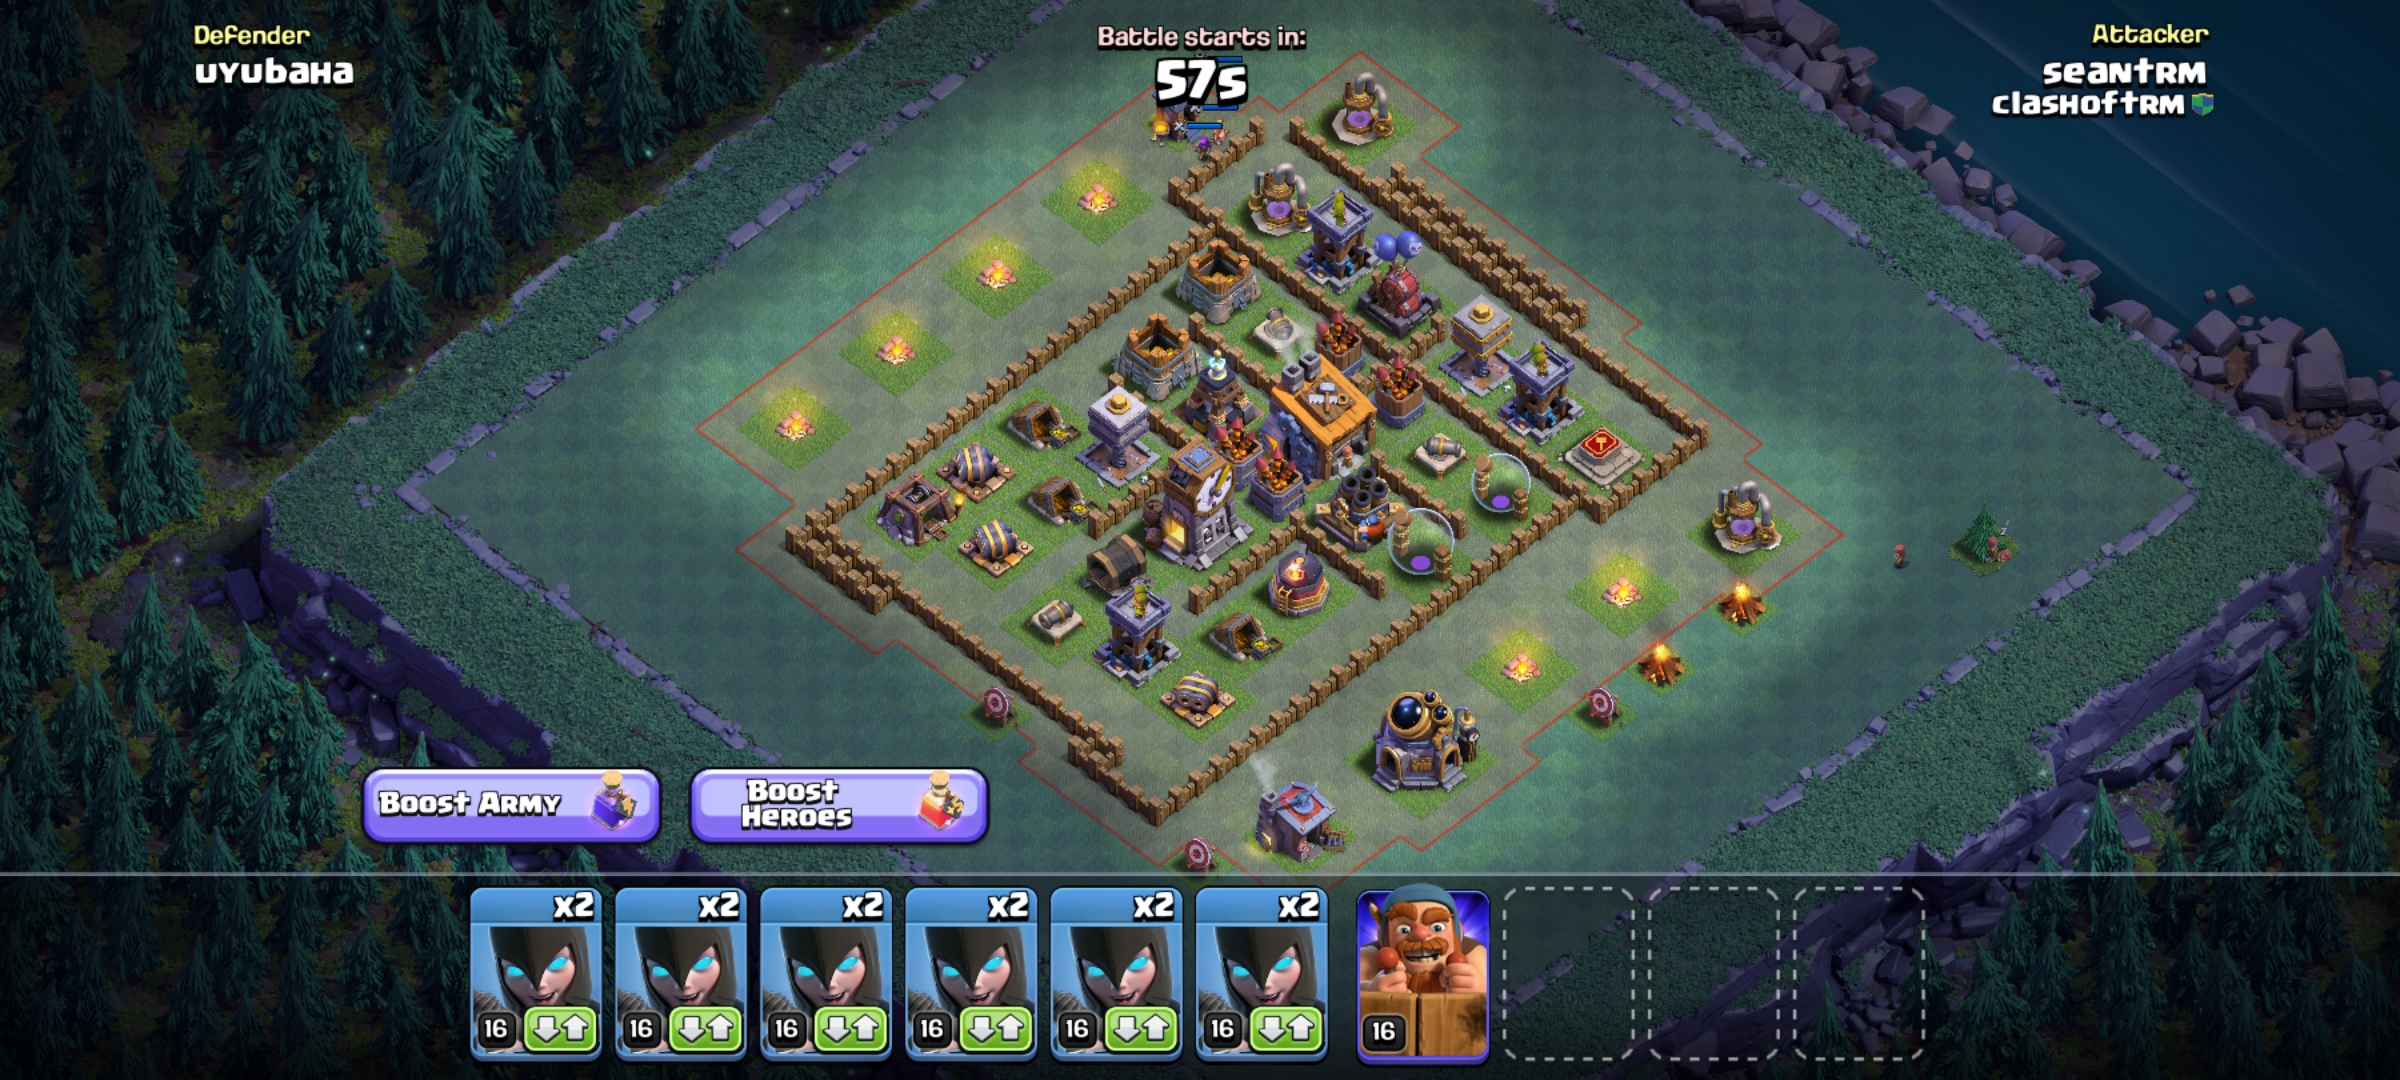 Defender
uyubaha
Battle starts in:
57s
Attacker
seantRM
clashoftRM
Boost Army
Boost
Heroes
x2
x2
x2
x2
x2
x2
16
16
16
16
16
16
16